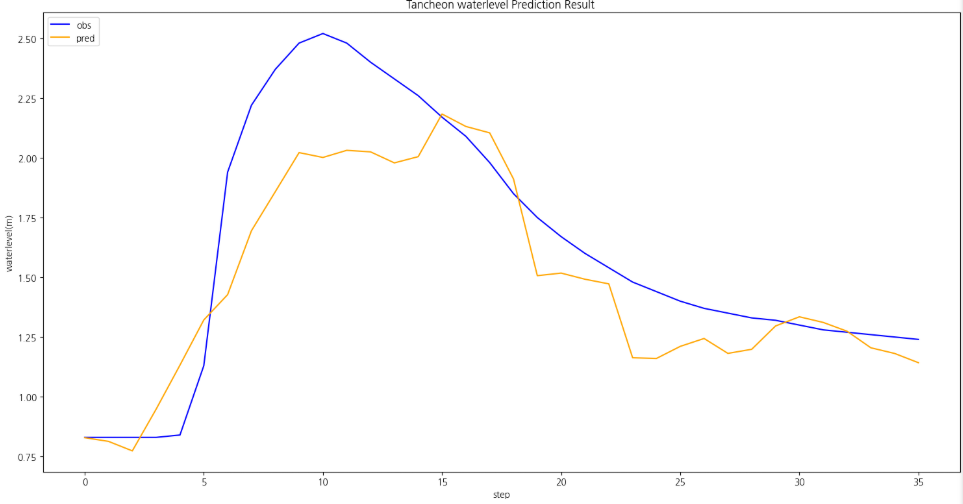 Tancheon waterlevel Prediction Result
obs
pred
2.50
2.25
2.00
1.75
1.50
1.25
1.00
0.75
waterlevel(m)
0 5 10 15 20 25 30 35
step